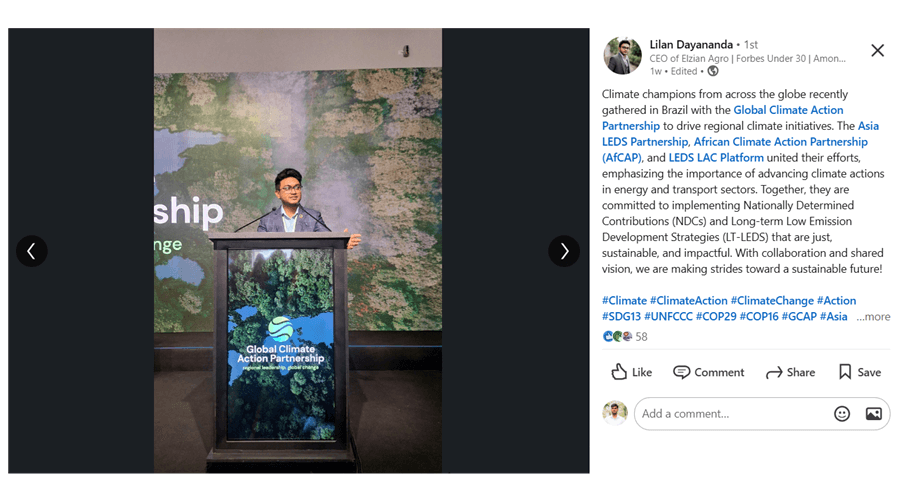 ship
nge
Global Climate
Action Partnership
regional leadership, global change
Lilan Dayananda • 1st
CEO of Elzian Agro | Forbes Under 30 | Amon...
1w • Edited •
Climate champions from across the globe recently
gathered in Brazil with the Global Climate Action
Partnership to drive regional climate initiatives. The Asia
LEDS Partnership, African Climate Action Partnership
(AfCAP), and LEDS LAC Platform united their efforts,
emphasizing the importance of advancing climate actions
in energy and transport sectors. Together, they are
committed to implementing Nationally Determined
Contributions (NDCs) and Long-term Low Emission
Development Strategies (LT-LEDS) that are just,
sustainable, and impactful. With collaboration and shared
vision, we are making strides toward a sustainable future!
#Climate #ClimateAction #ClimateChange #Action
#SDG13 #UNFCCC #COP29 #COP16 #GCAP #Asia ...more
58
Like Comment Share Save
Add a comment...